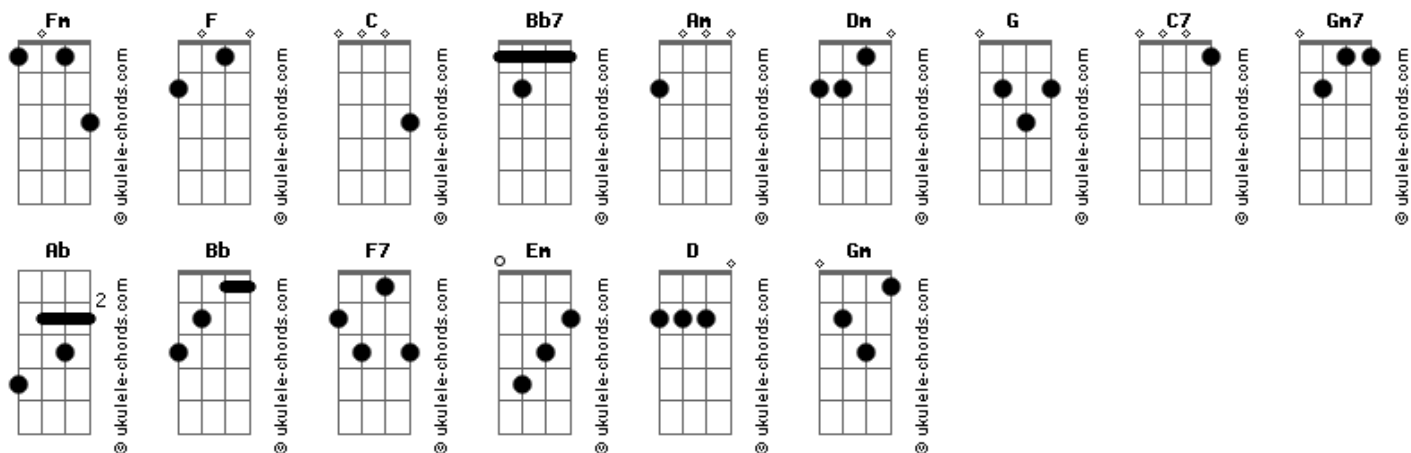 Fm F C Bb7 Am Dm G C7 Gm7
© ukulele-chords.com © ukulele-chords.com © ukulele-chords.com © ukulele-chords.com © ukulele-chords.com © ukulele-chords.com © ukulele-chords.com © ukulele-chords.com © ukulele-chords.com
Ab Bb F7 Em D Gm
2
© ukulele-chords.com © ukulele-chords.com © ukulele-chords.com © ukulele-chords.com © ukulele-chords.com © ukulele-chords.com